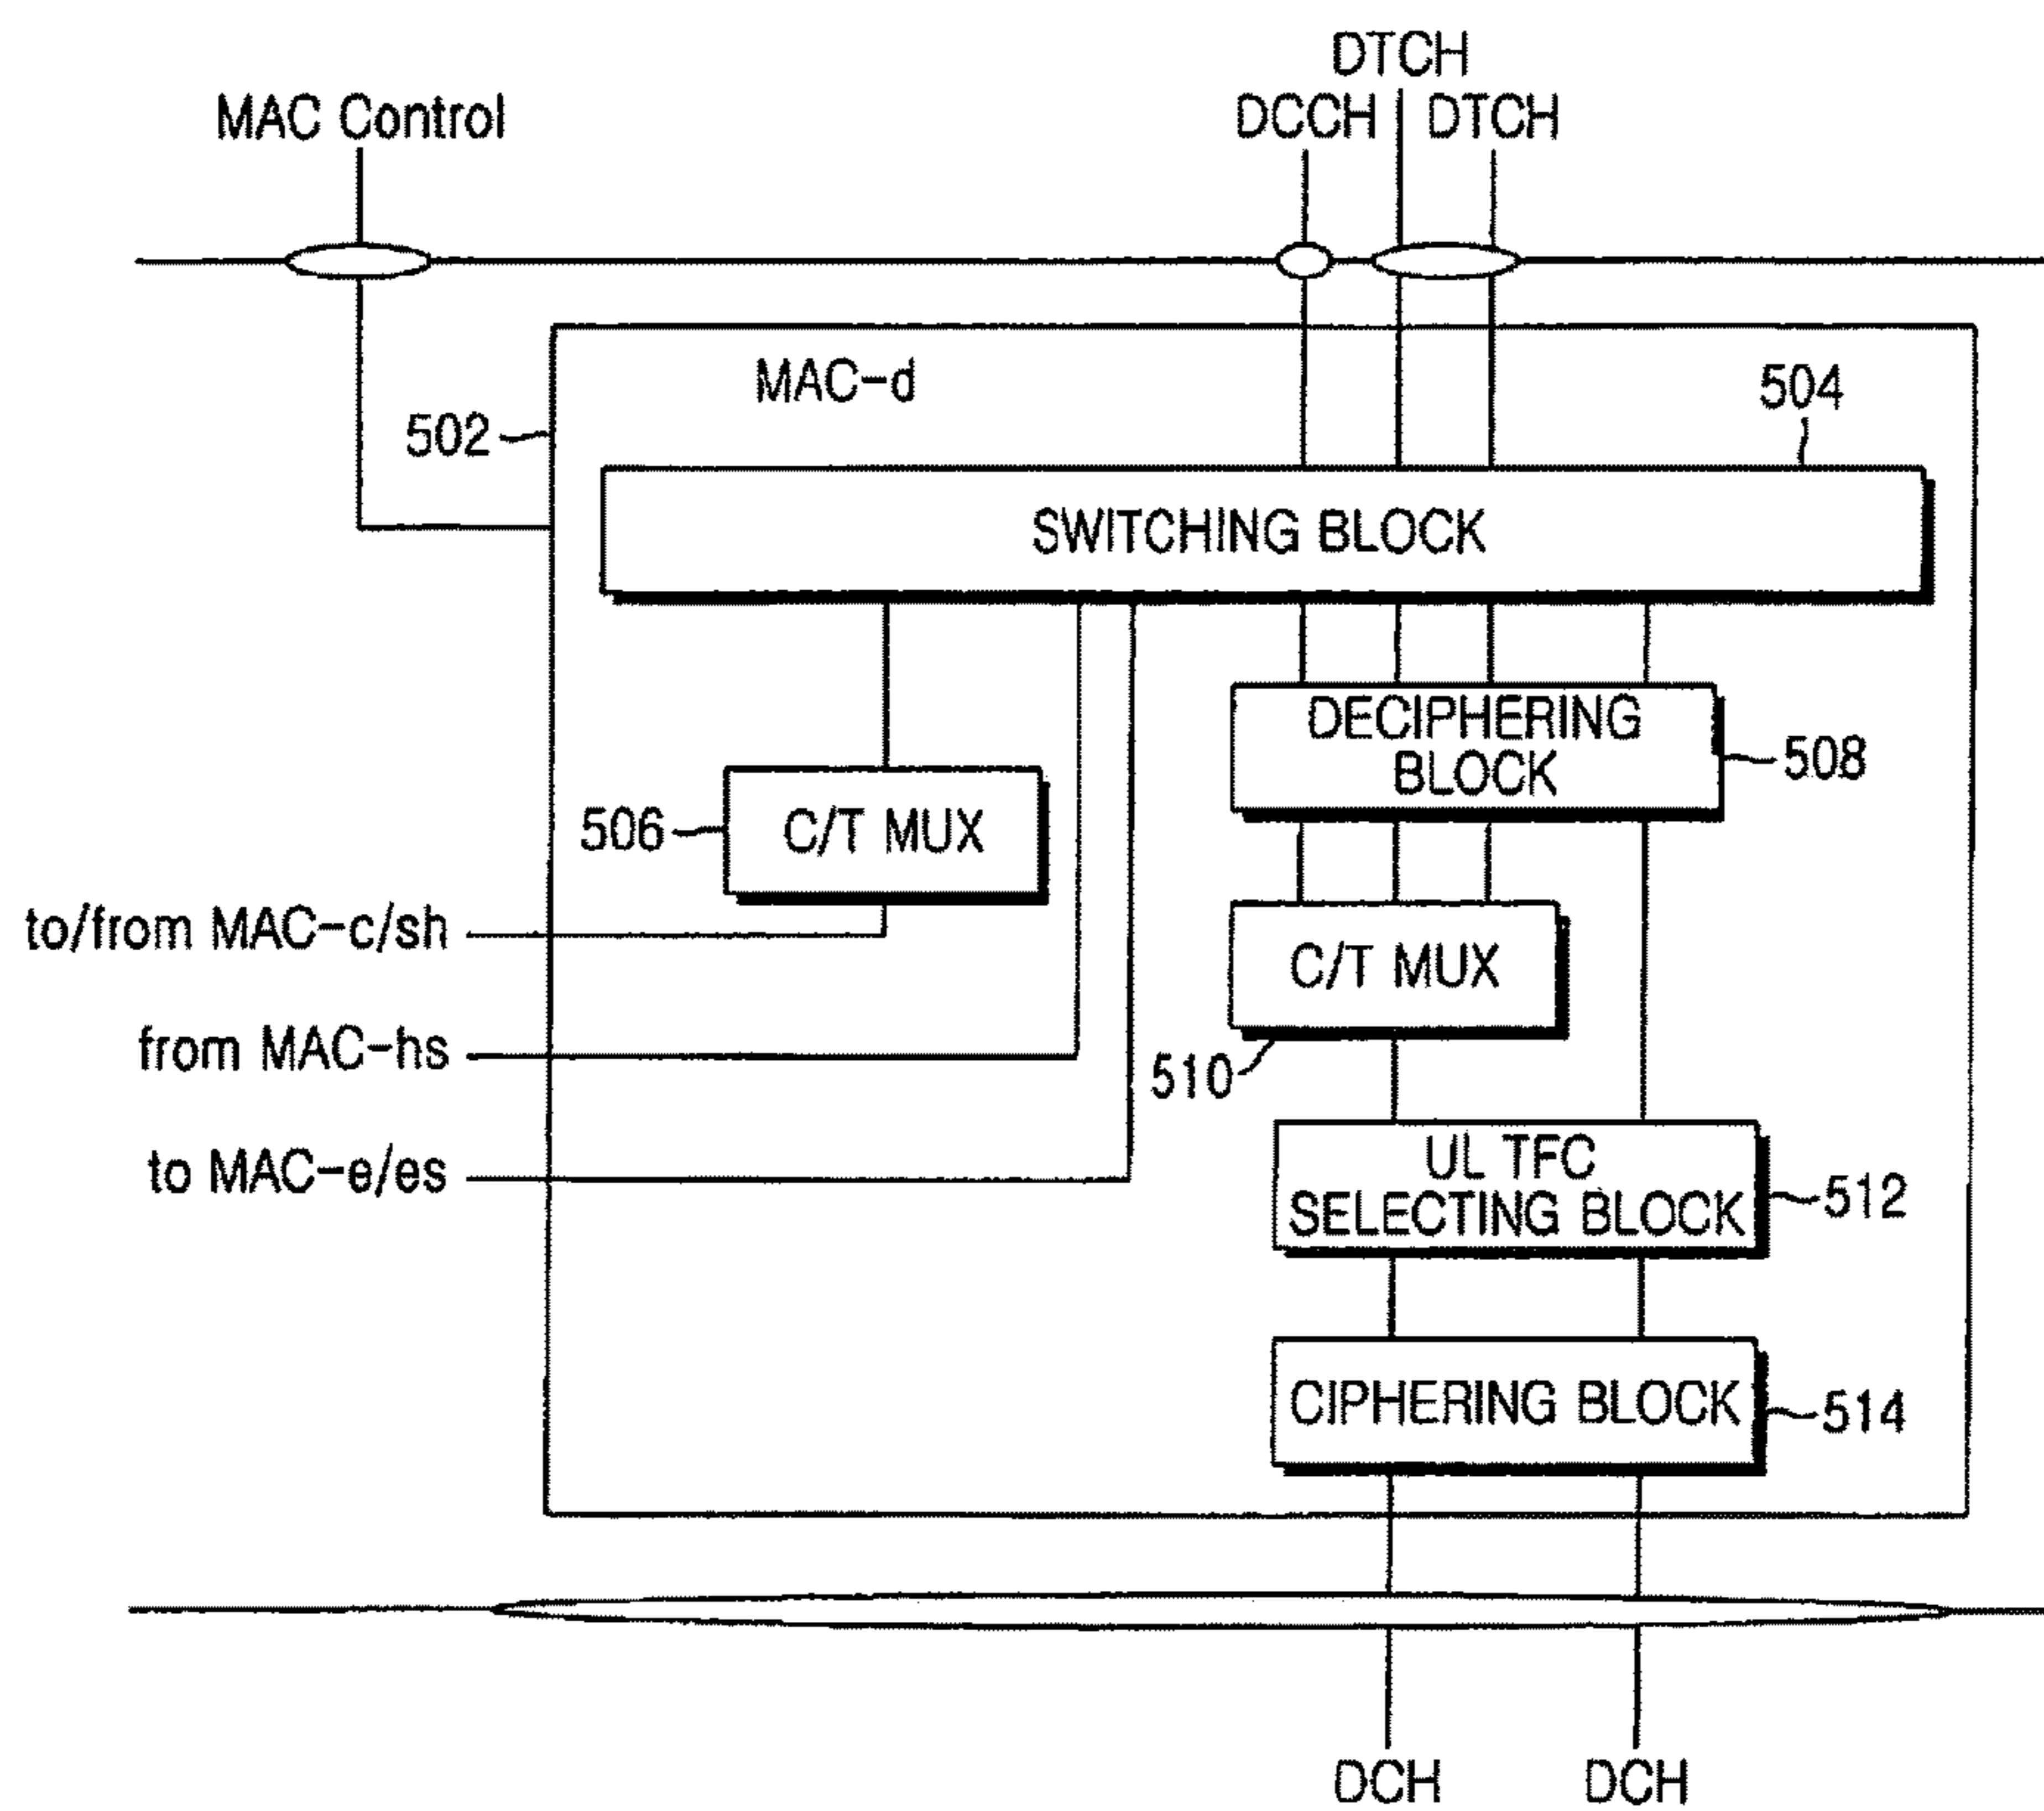 DTCH
MAC Control
DCCH
DTCH
MAC-d
504
502
SWITCHING BLOCK
DECIPHERING
BLOCK
508
506
C/T MUX
to/from MAC-c/sh
C/T MUX
from MAC-hs
510
to MAC-e/es
UL TFC
SELECTING BLOCK
512
CIPHERING BLOCK
514
DCH
DCH